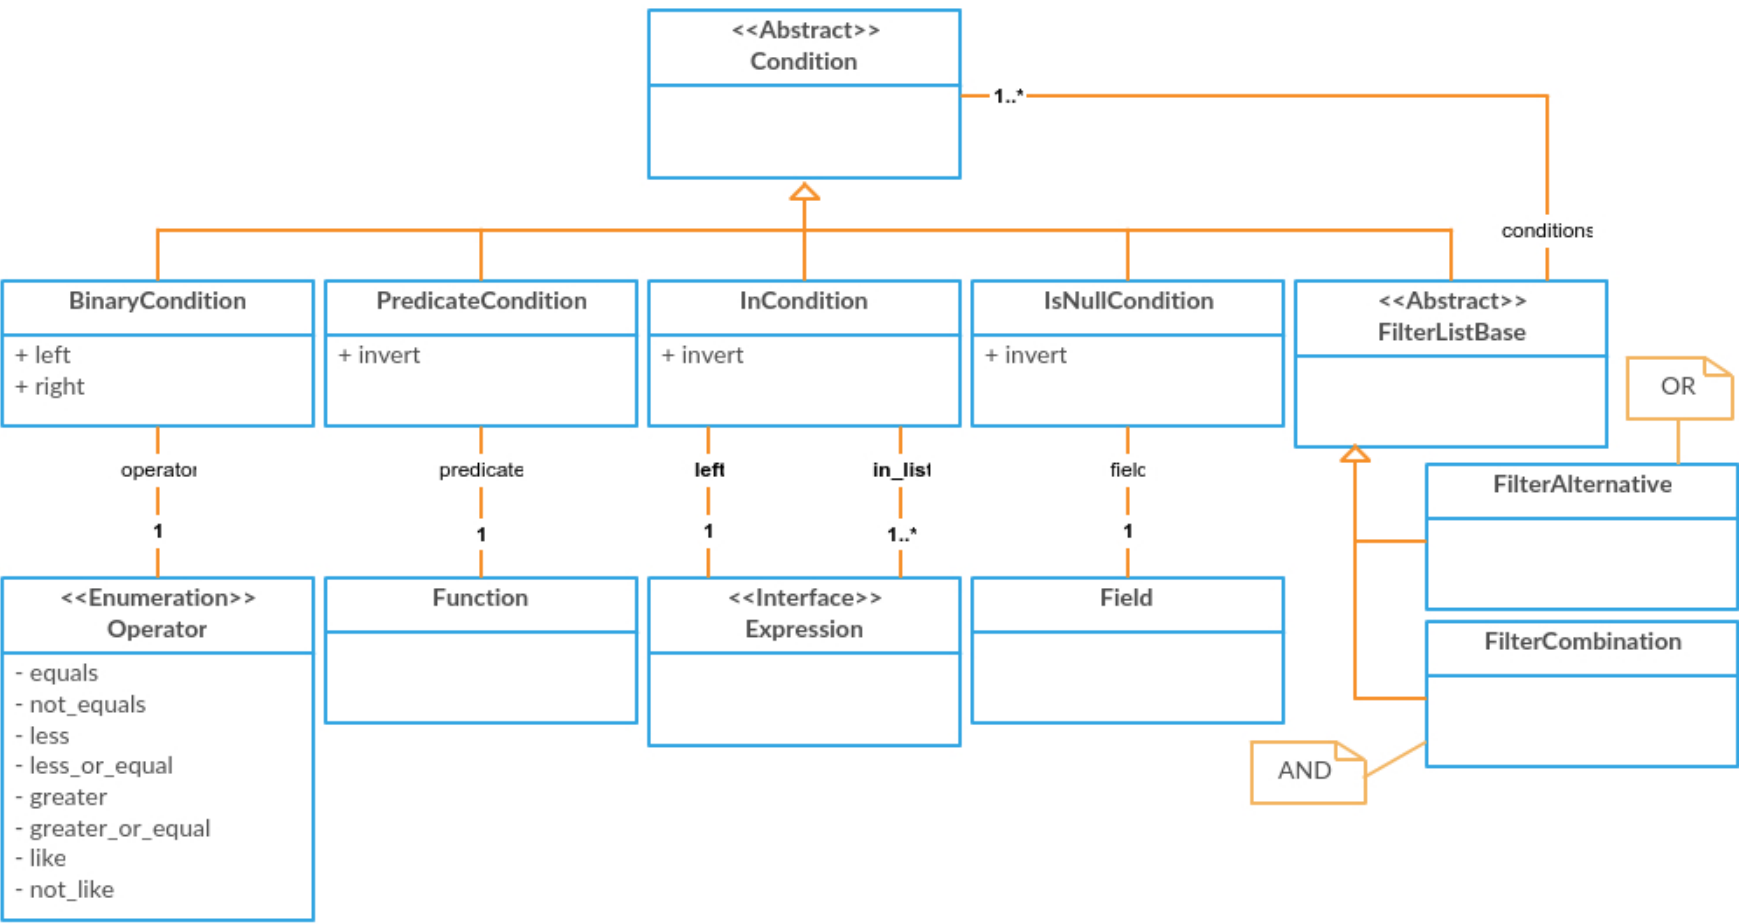 <<Abstract>>
Condition
1..*
conditions
BinaryCondition
+ left
+ right
PredicateCondition
+ invert
InCondition
+ invert
IsNullCondition
+ invert
<<Abstract>>
FilterListBase
OR
operator
1
predicate
1
left
1
in_list
1..*
field
1
FilterAlternative
<<Enumeration>>
Operator
- equals
- not_equals
- less
- less_or_equal
- greater
- greater_or_equal
- like
- not_like
Function
<<Interface>>
Expression
Field
FilterCombination
AND